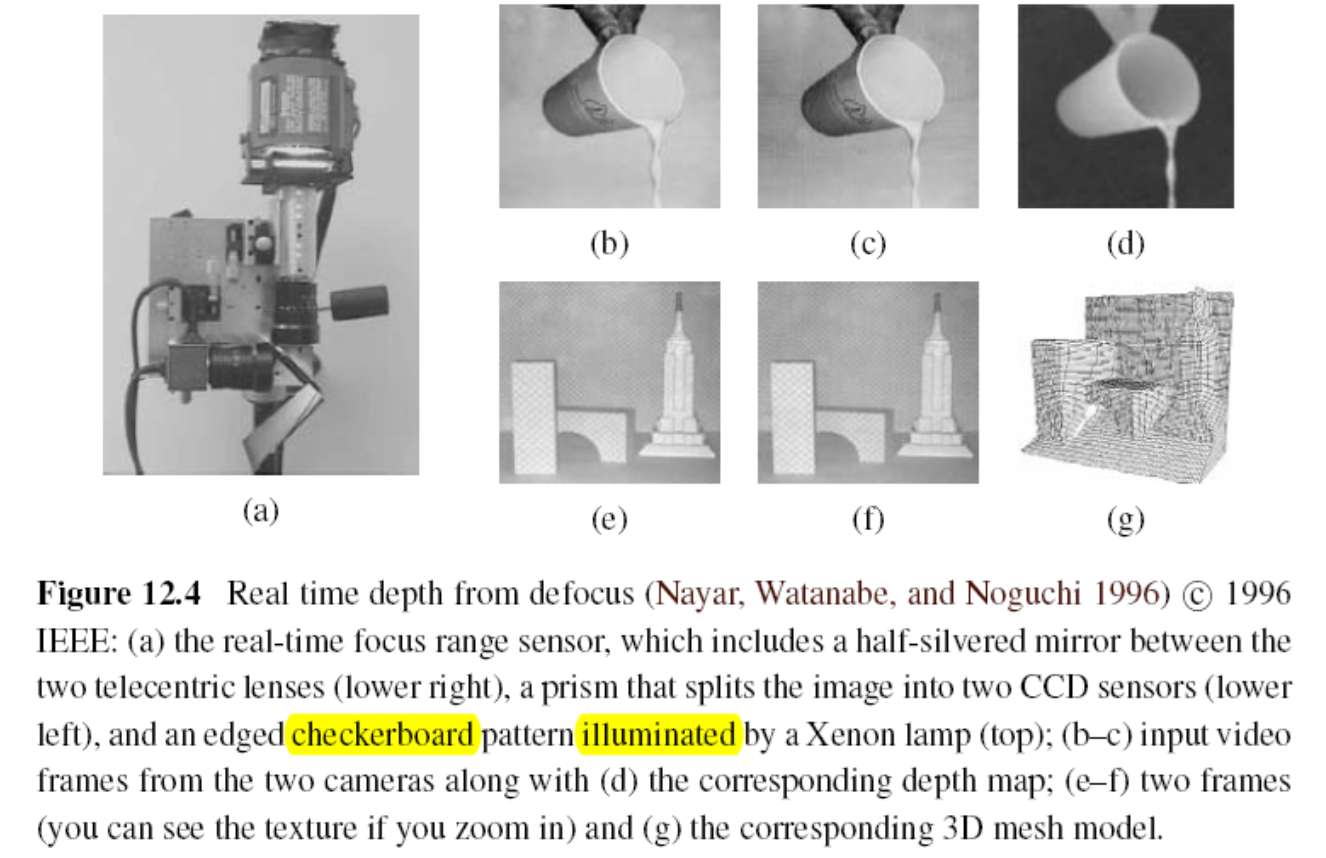 (b)
(c)
(d)
(a)
(e)
(f)
(g)
Figure 12.4 Real time depth from defocus (Nayar, Watanabe, and Noguchi 1996) © 1996
IEEE: (a) the real-time focus range sensor, which includes a half-silvered mirror between the
two telecentric lenses (lower right), a prism that splits the image into two CCD sensors (lower
left), and an edged checkerboard pattern illuminated by a Xenon lamp (top); (b–c) input video
frames from the two cameras along with (d) the corresponding depth map; (e–f) two frames
(you can see the texture if you zoom in) and (g) the corresponding 3D mesh model.